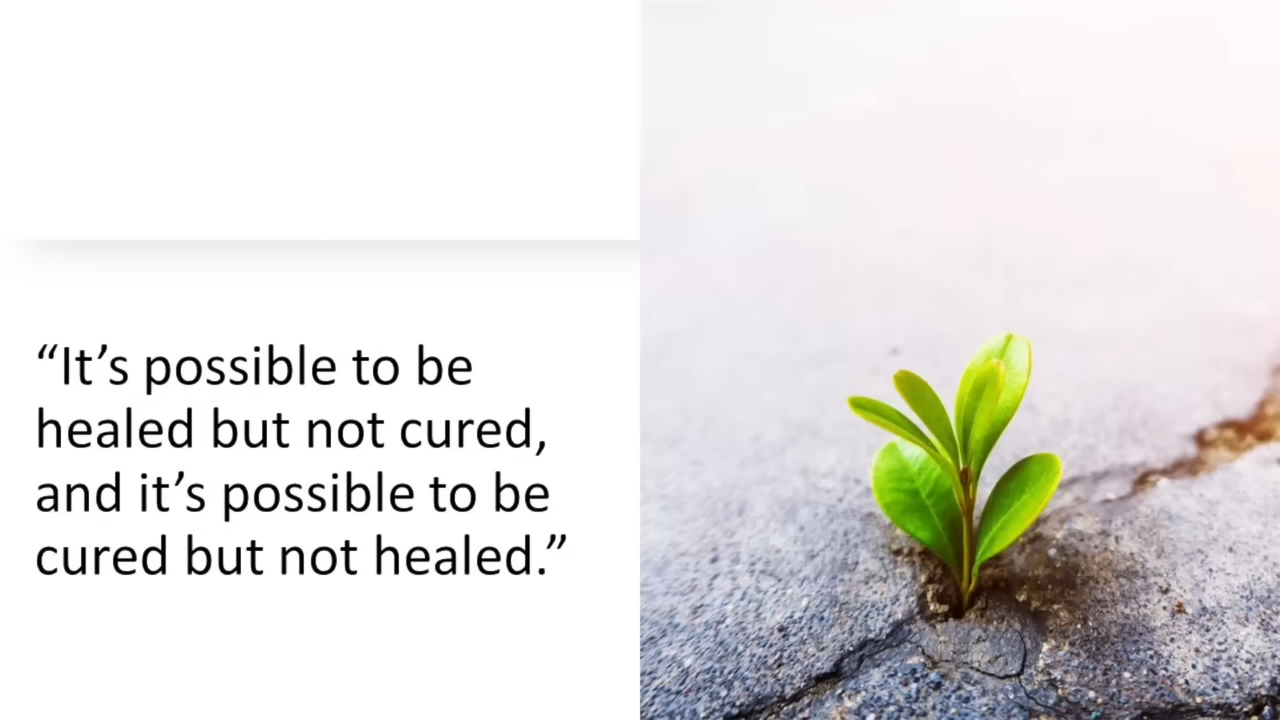 “It’s possible to be
healed but not cured,
and it’s possible to be
cured but not healed.”